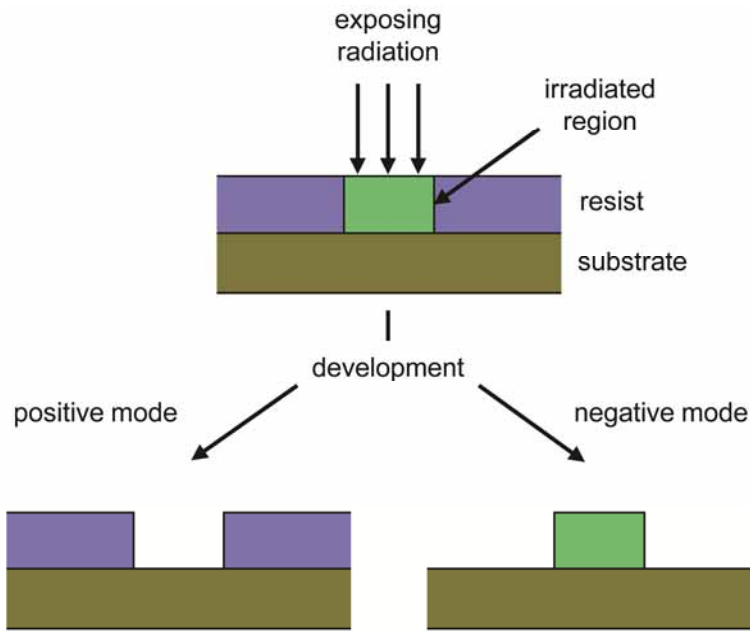 exposing
radiation
irradiated
region
resist
substrate
development
positive mode
negative mode